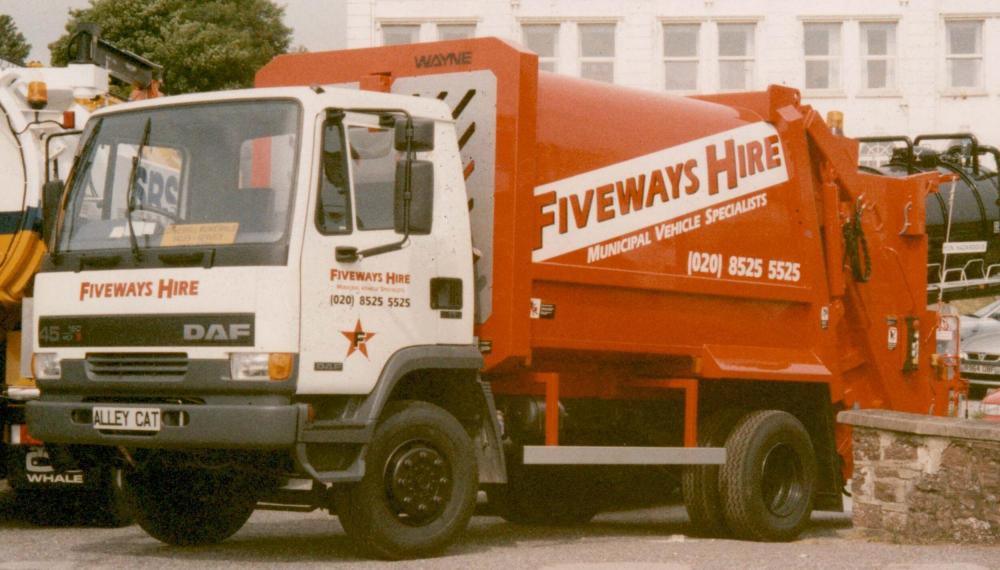 WAYNE
FIVEWAYS HIRE
MUNICIPAL VEHICLE SPECIALISTS
(020) 8525 5525
FIVEWAYS HIRE
MUNICIPAL VEHICLE SPECIALISTS
(020) 8525 5525
F
FIVEWAYS HIRE
45
DAF
ALLEY CAT
WHALE